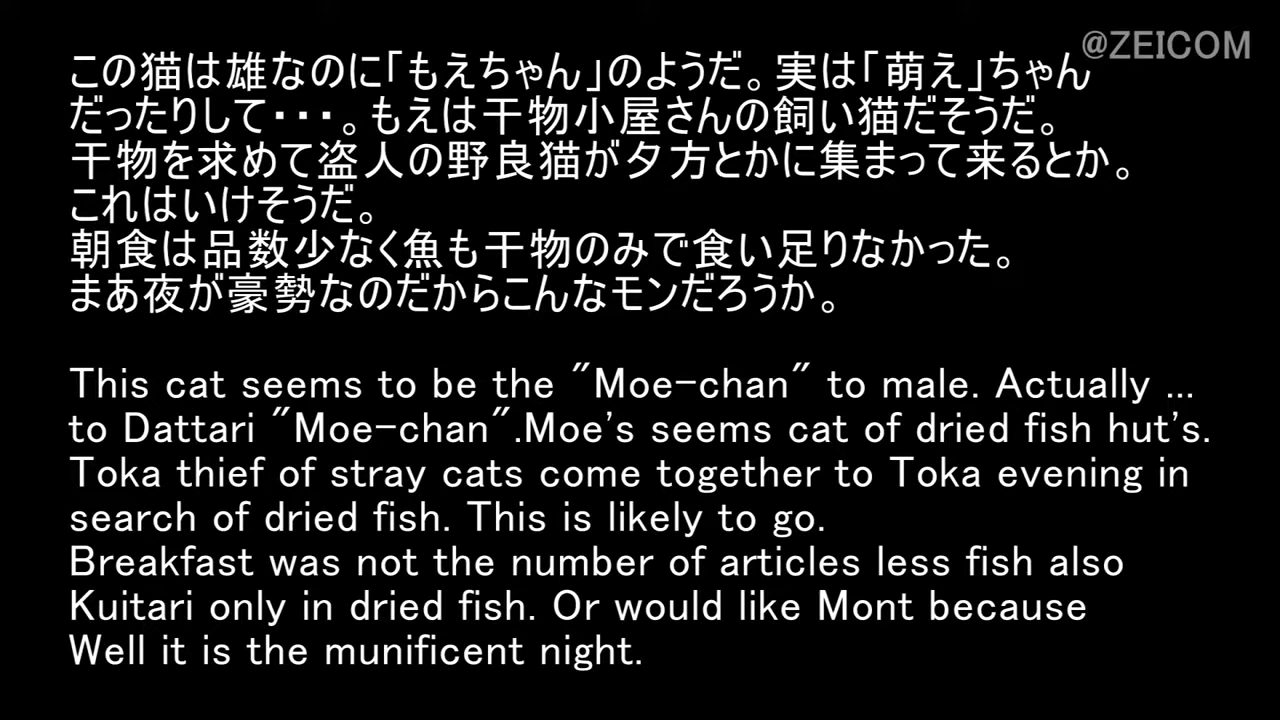 @ZEICOM
この猫は雄なのに「もえちゃん」のようだ。実は「萌え」ちゃん
だったりして・・・。もえは干物小屋さんの飼い猫だそうだ。
干物を求めて盗人の野良猫が夕方とかに集まって来るとか。
これはいけそうだ。
朝食は品数少なく魚も干物のみで食い足りなかった。
まあ夜が豪勢なのだからこんなモンだろうか。
This cat seems to be the "Moe-chan" to male. Actually ...
to Dattari "Moe-chan".Moe's seems cat of dried fish hut's.
Toka thief of stray cats come together to Toka evening in
search of dried fish. This is likely to go.
Breakfast was not the number of articles less fish also
Kuitari only in dried fish. Or would like Mont because
Well it is the munificent night.